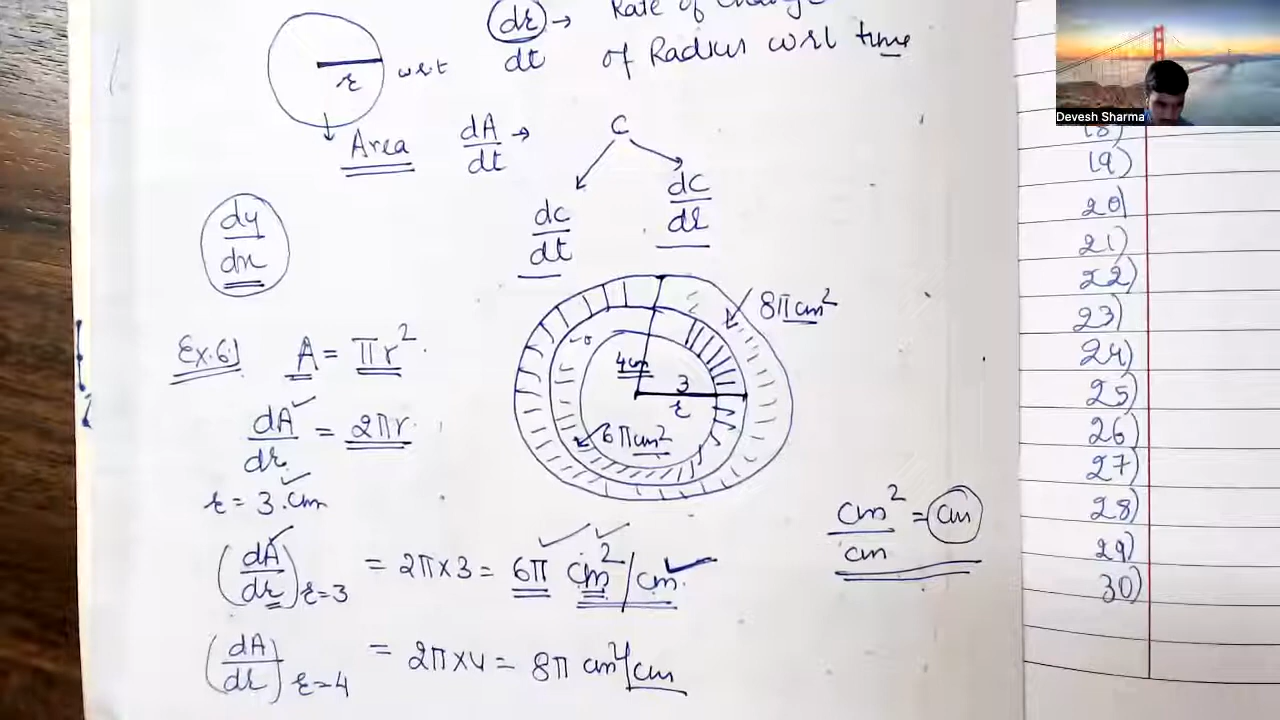 dr/dt → Rate of Change
of Radius wrt time
r wrt
Area dA/dt →
C
dc/dt dc/dr
dy/dx
8π cm²
Ex. 6] A = πr².
4cm
3
r
dA/dr = 2πr
6π cm²
r = 3 cm
cm²/cm = cm
(dA/dr) r=3 = 2π×3 = 6π cm²/cm.
(dA/dr) r=4 = 2π×4 = 8π cm²/cm
Devesh Sharma
18)
19)
20)
21)
22)
23)
24)
25)
26)
27)
28)
29)
30)